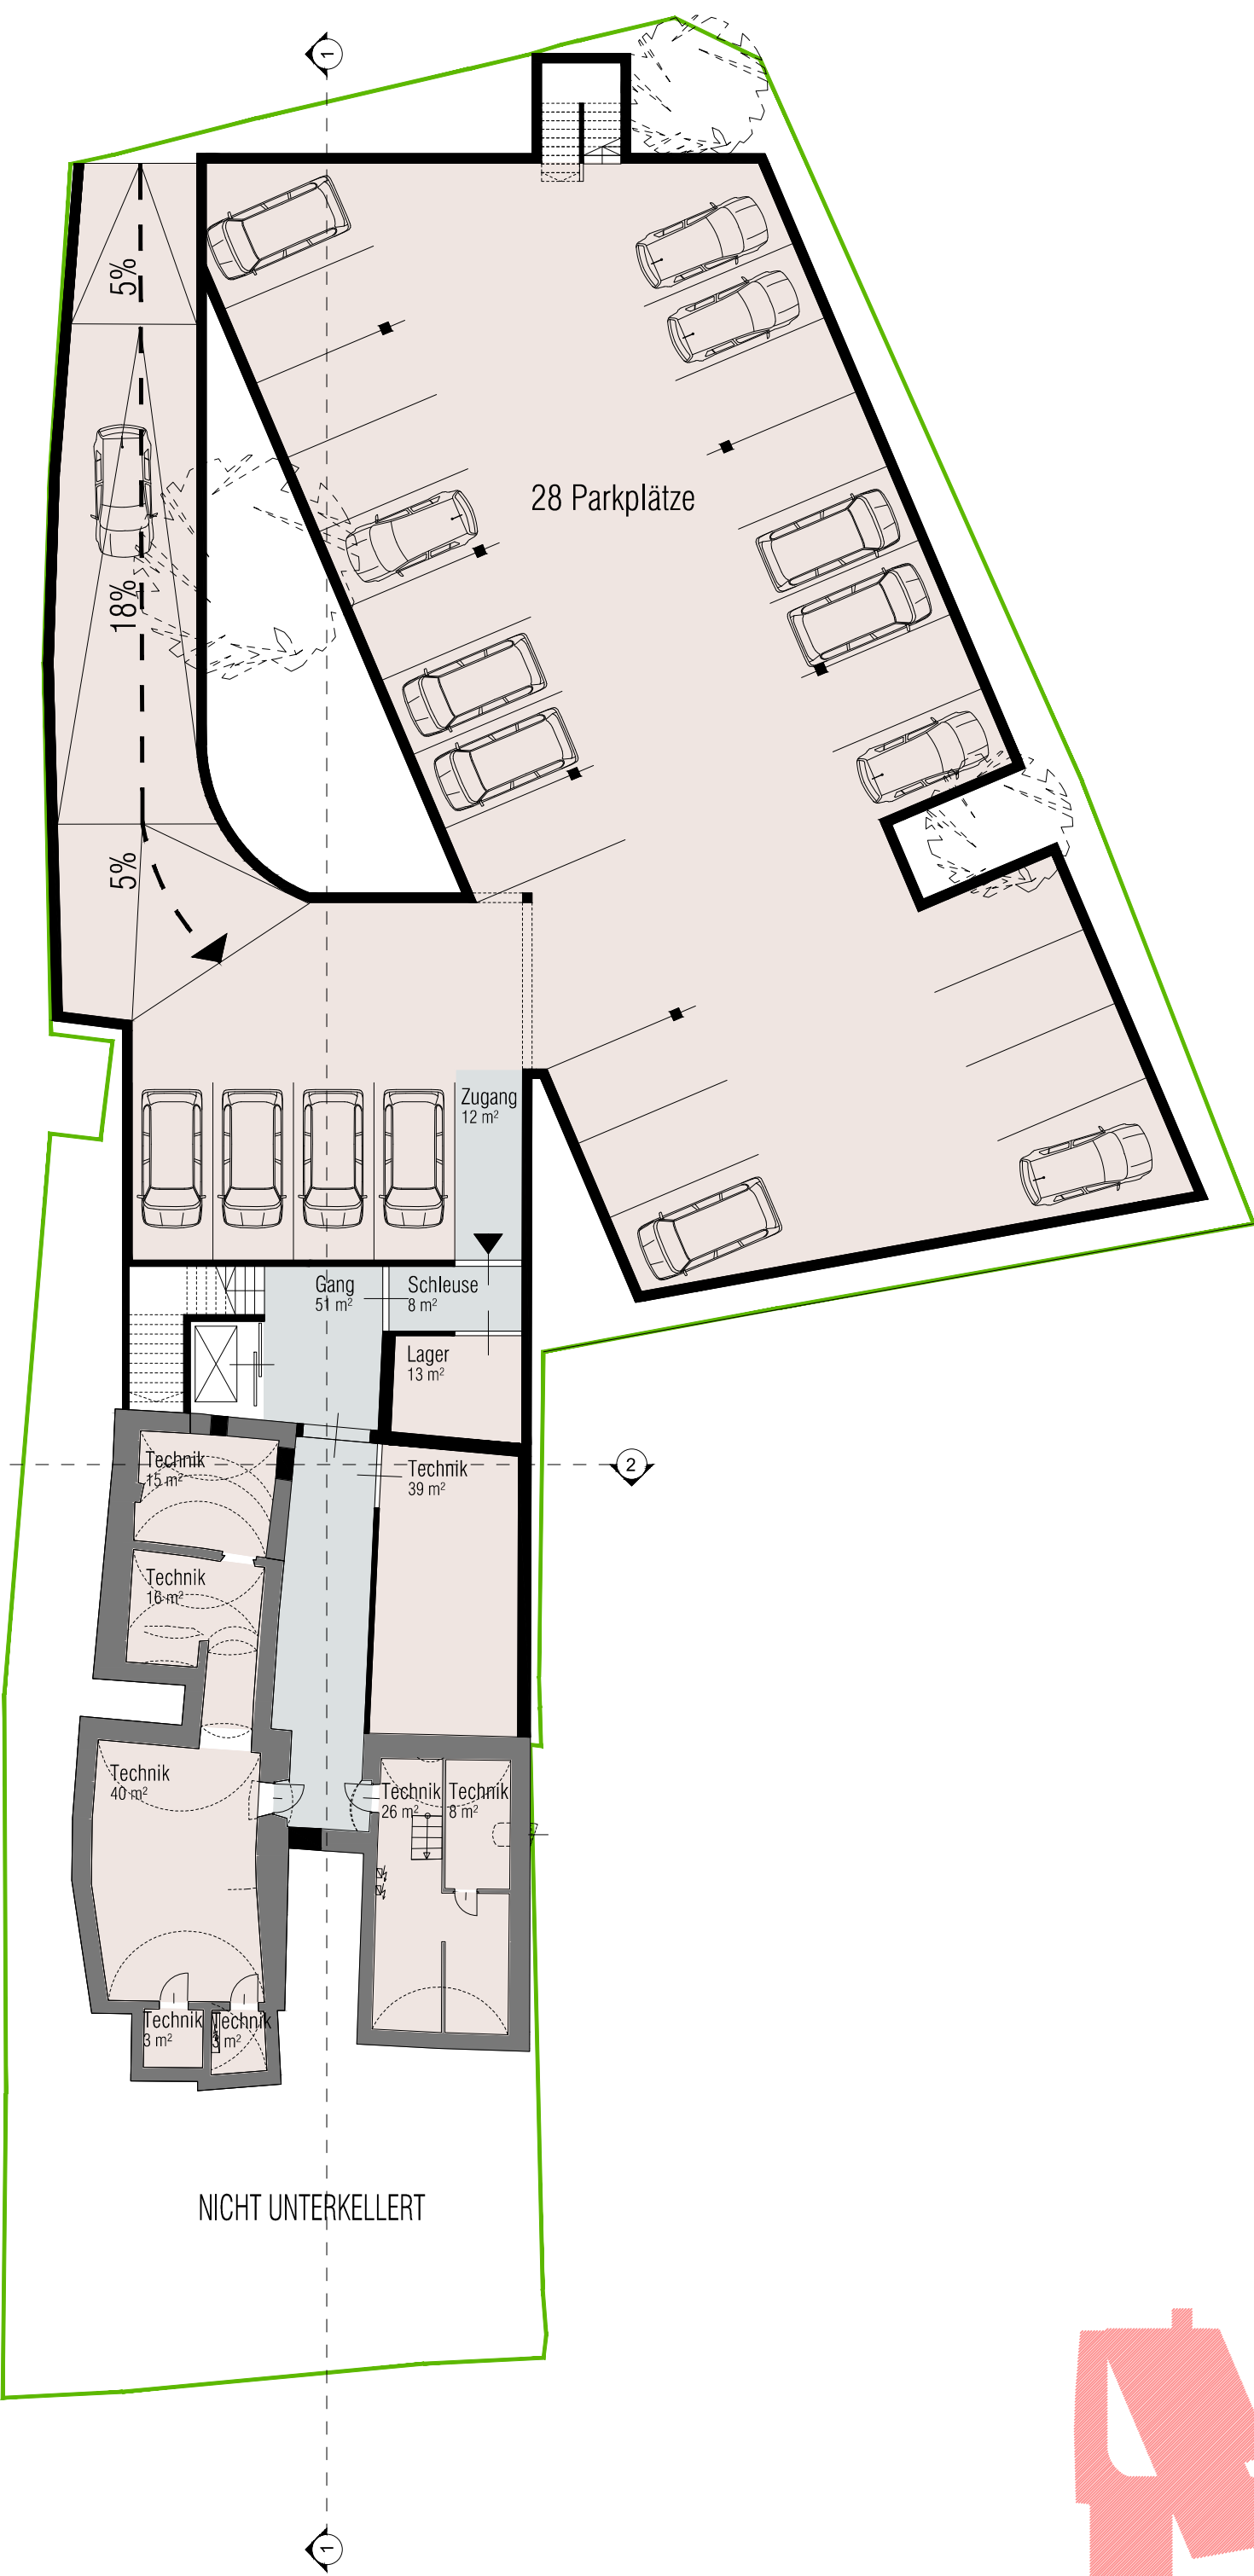 1
5%
28 Parkplätze
18%
5%
Zugang
12 m²
Gang
51 m²
Schleuse
8 m²
Lager
13 m²
Technik
15 m²
Technik
39 m²
2
Technik
16 m²
Technik
40 m²
Technik
26 m²
Technik
8 m²
Technik
3 m²
Technik
3 m²
NICHT UNTERKELLERT
1